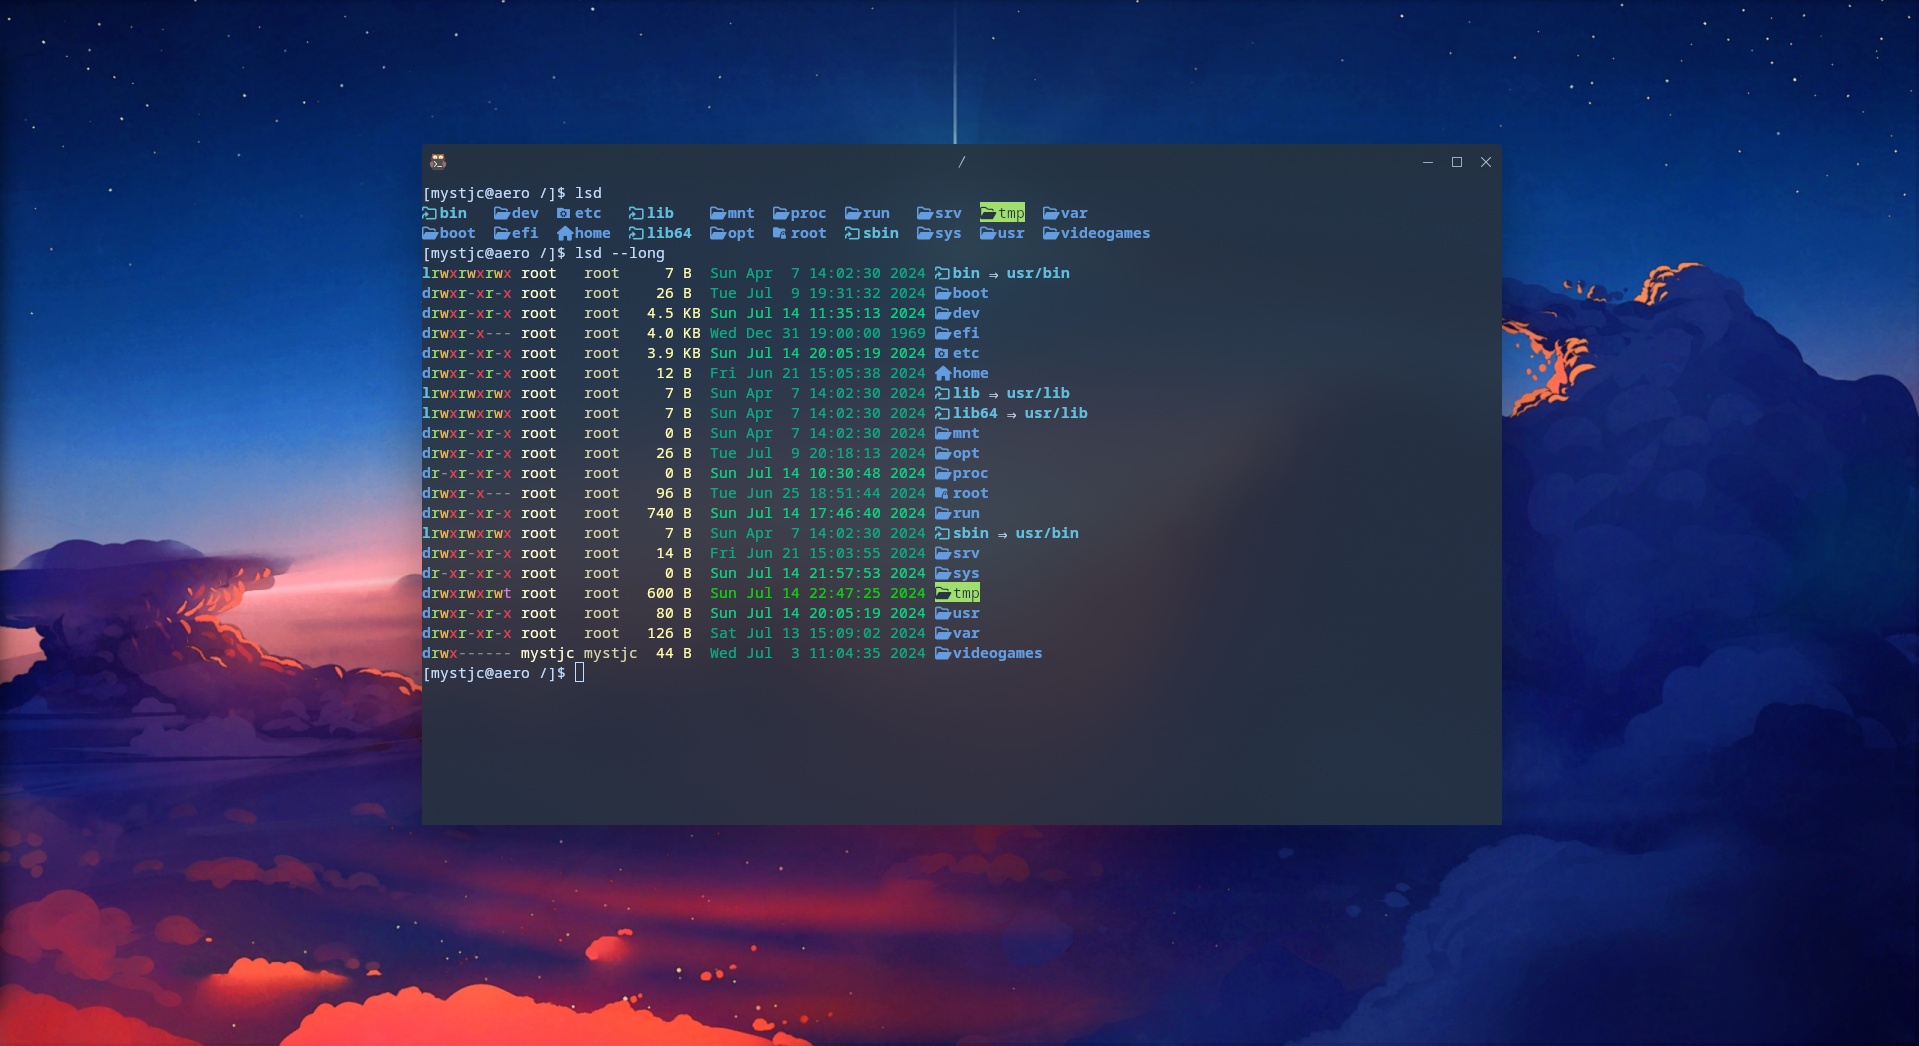 /
[mystjc@aero /]$ lsd
bin dev etc lib mnt proc run srv tmp var
boot efi home lib64 opt root sbin sys usr videogames
[mystjc@aero /]$ lsd --long
lrwxrwxrwx root root 7 B Sun Apr 7 14:02:30 2024 bin ⇒ usr/bin
drwxr-xr-x root root 26 B Tue Jul 9 19:31:32 2024 boot
drwxr-xr-x root root 4.5 KB Sun Jul 14 11:35:13 2024 dev
drwxr-x--- root root 4.0 KB Wed Dec 31 19:00:00 1969 efi
drwxr-xr-x root root 3.9 KB Sun Jul 14 20:05:19 2024 etc
drwxr-xr-x root root 12 B Fri Jun 21 15:05:38 2024 home
lrwxrwxrwx root root 7 B Sun Apr 7 14:02:30 2024 lib ⇒ usr/lib
lrwxrwxrwx root root 7 B Sun Apr 7 14:02:30 2024 lib64 ⇒ usr/lib
drwxr-xr-x root root 0 B Sun Apr 7 14:02:30 2024 mnt
drwxr-xr-x root root 26 B Tue Jul 9 20:18:13 2024 opt
dr-xr-xr-x root root 0 B Sun Jul 14 10:30:48 2024 proc
drwxr-x--- root root 96 B Tue Jun 25 18:51:44 2024 root
drwxr-xr-x root root 740 B Sun Jul 14 17:46:40 2024 run
lrwxrwxrwx root root 7 B Sun Apr 7 14:02:30 2024 sbin ⇒ usr/bin
drwxr-xr-x root root 14 B Fri Jun 21 15:03:55 2024 srv
dr-xr-xr-x root root 0 B Sun Jul 14 21:57:53 2024 sys
drwxrwxrwt root root 600 B Sun Jul 14 22:47:25 2024 tmp
drwxr-xr-x root root 80 B Sun Jul 14 20:05:19 2024 usr
drwxr-xr-x root root 126 B Sat Jul 13 15:09:02 2024 var
drwx------ mystjc mystjc 44 B Wed Jul 3 11:04:35 2024 videogames
[mystjc@aero /]$